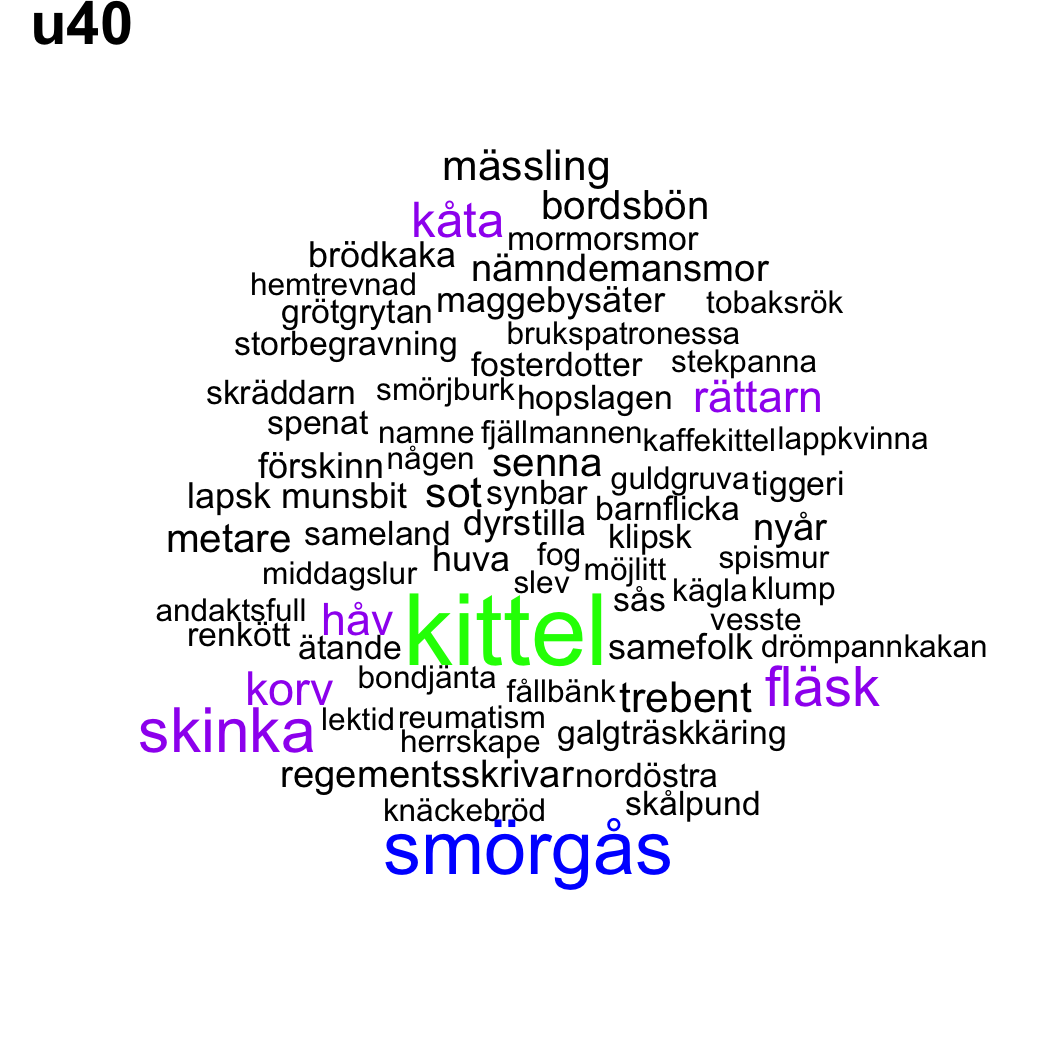 u40
mässling
kåta bordsbön
mormorsmor
brödkaka nämndemansmor
hemtrevnad maggebysäter tobaksrök
grötgrytan
storbegravning brukspatronessa
fosterdotter stekpanna
skräddarn smörjburk hopslagen rättarn
spenat namne fjällmannen kaffekittel lappkvinna
förskinn någen senna guldgruva tiggeri
lapsk munsbit sot synbar barnflicka
metare sameland dyrstilla klipsk nyår
huva fog spismur
middagslur slev möjlitt kägla klump
andaktsfull håv kittel sås vesste
renkött ätande samefolk drömpannkakan
korv bondjänta fållbänk trebent fläsk
skinka lektid reumatism galgträskkäring
herrskape
regementsskrivar nordöstra
knäckebröd skålpund
smörgås